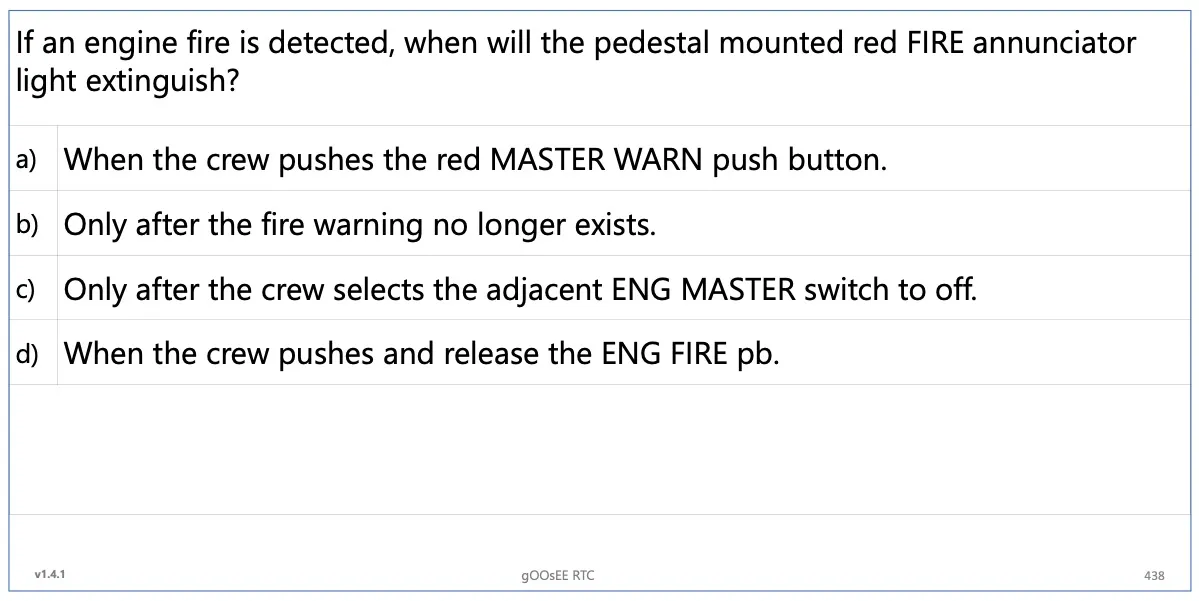 If an engine fire is detected, when will the pedestal mounted red FIRE annunciator
light extinguish?
a) When the crew pushes the red MASTER WARN push button.
b) Only after the fire warning no longer exists.
c) Only after the crew selects the adjacent ENG MASTER switch to off.
d) When the crew pushes and release the ENG FIRE pb.
v1.4.1 gOOsEE RTC 438